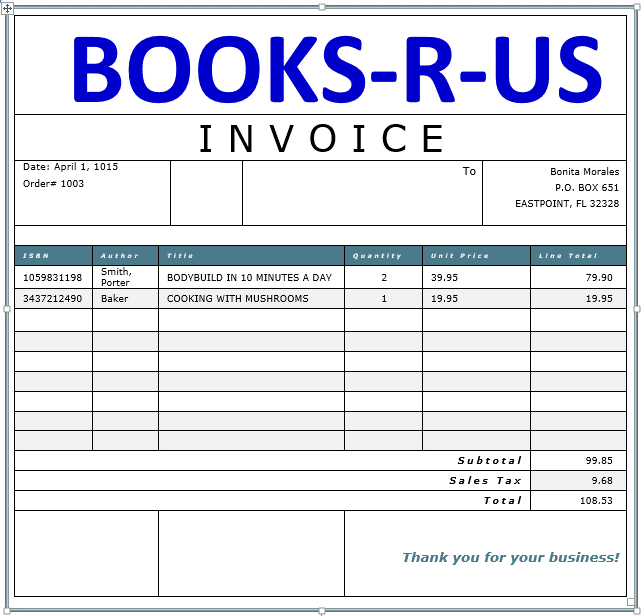 BOOKS-R-US
INVOICE
Date: April 1, 1015
Order# 1003
To
Bonita Morales
P.O. BOX 651
EASTPOINT, FL 32328
ISBN Author Title Quantity Unit Price Line Total
1059831198 Smith, Porter BODYBUILD IN 10 MINUTES A DAY 2 39.95 79.90
3437212490 Baker COOKING WITH MUSHROOMS 1 19.95 19.95
Subtotal 99.85
Sales Tax 9.68
Total 108.53
Thank you for your business!